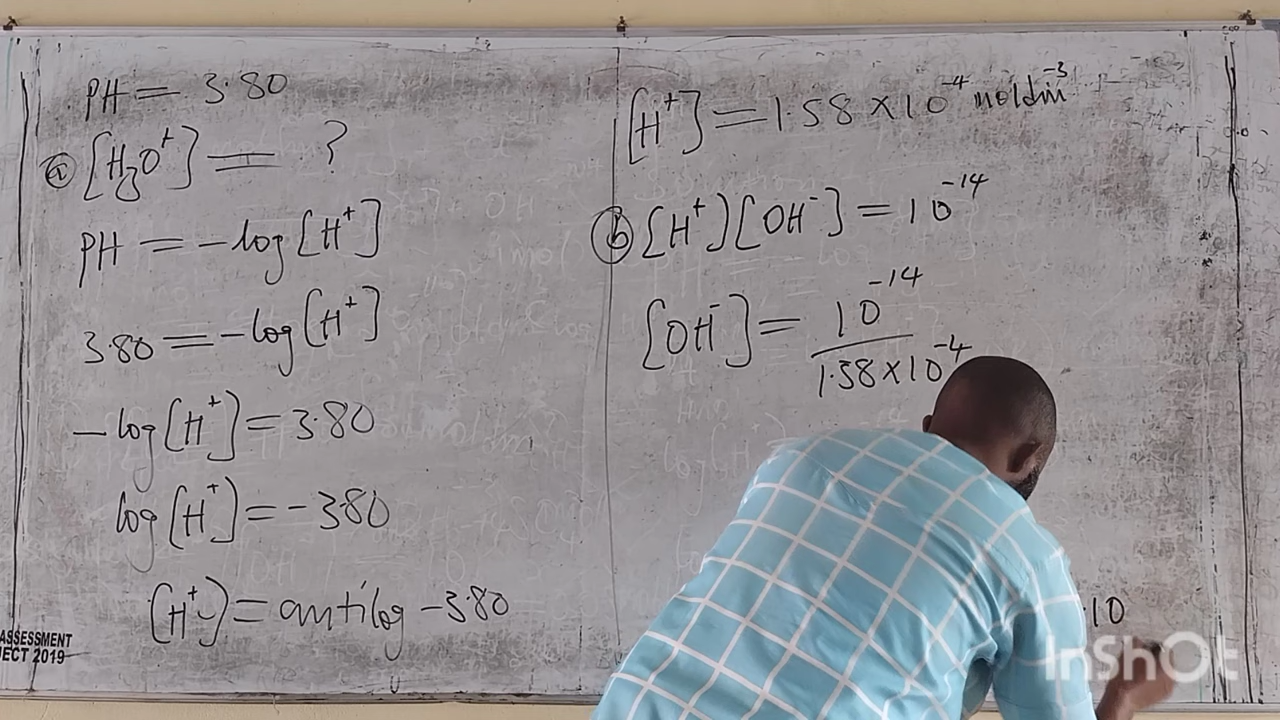 PH = 3.80
ⓐ [H₃O⁺] = ?
PH = -log[H⁺]
3.80 = -log[H⁺]
-log[H⁺] = 3.80
log[H⁺] = -3.80
[H⁺] = antilog -3.80
[H⁺] = 1.58 × 10⁻⁴ moldm⁻³
ⓑ [H⁺][OH⁻] = 10⁻¹⁴
[OH⁻] = 10⁻¹⁴
1.58 × 10⁻⁴
.10
ASSESSMENT
JECT 2019
InShOt